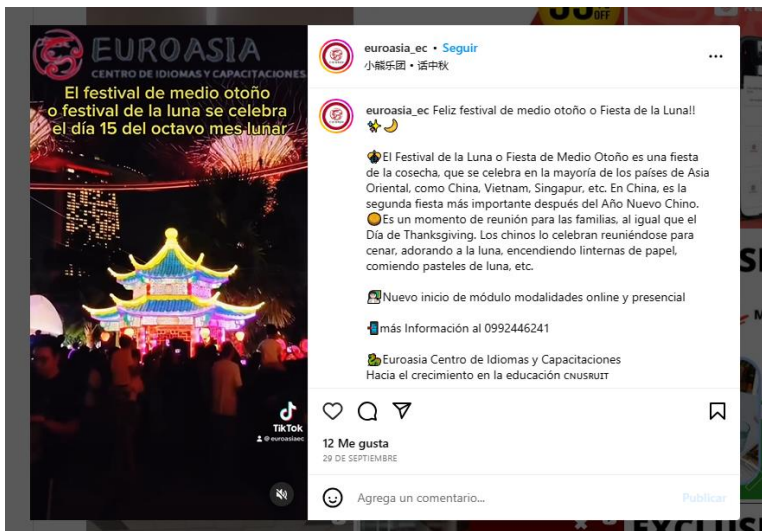 EUROASIA
CENTRO DE IDIOMAS Y CAPACITACIONES
El festival de medio otoño
o festival de la luna se celebra
el día 15 del octavo mes lunar
TikTok
@euroasiaec
euroasia_ec • Seguir
小熊乐团 • 话中秋
euroasia_ec Feliz festival de medio otoño o Fiesta de la Luna!!
El Festival de la Luna o Fiesta de Medio Otoño es una fiesta
de la cosecha, que se celebra en la mayoría de los países de Asia
Oriental, como China, Vietnam, Singapur, etc. En China, es la
segunda fiesta más importante después del Año Nuevo Chino.
Es un momento de reunión para las familias, al igual que el
Día de Thanksgiving. Los chinos lo celebran reuniéndose para
cenar, adorando a la luna, encendiendo linternas de papel,
comiendo pasteles de luna, etc.
Nuevo inicio de módulo modalidades online y presencial
más Información al 0992446241
Euroasia Centro de Idiomas y Capacitaciones
Hacia el crecimiento en la educación ᴄɴᴜsʀᴜɪᴛ
12 Me gusta
29 DE SEPTIEMBRE
Agrega un comentario...
Publicar
OFF